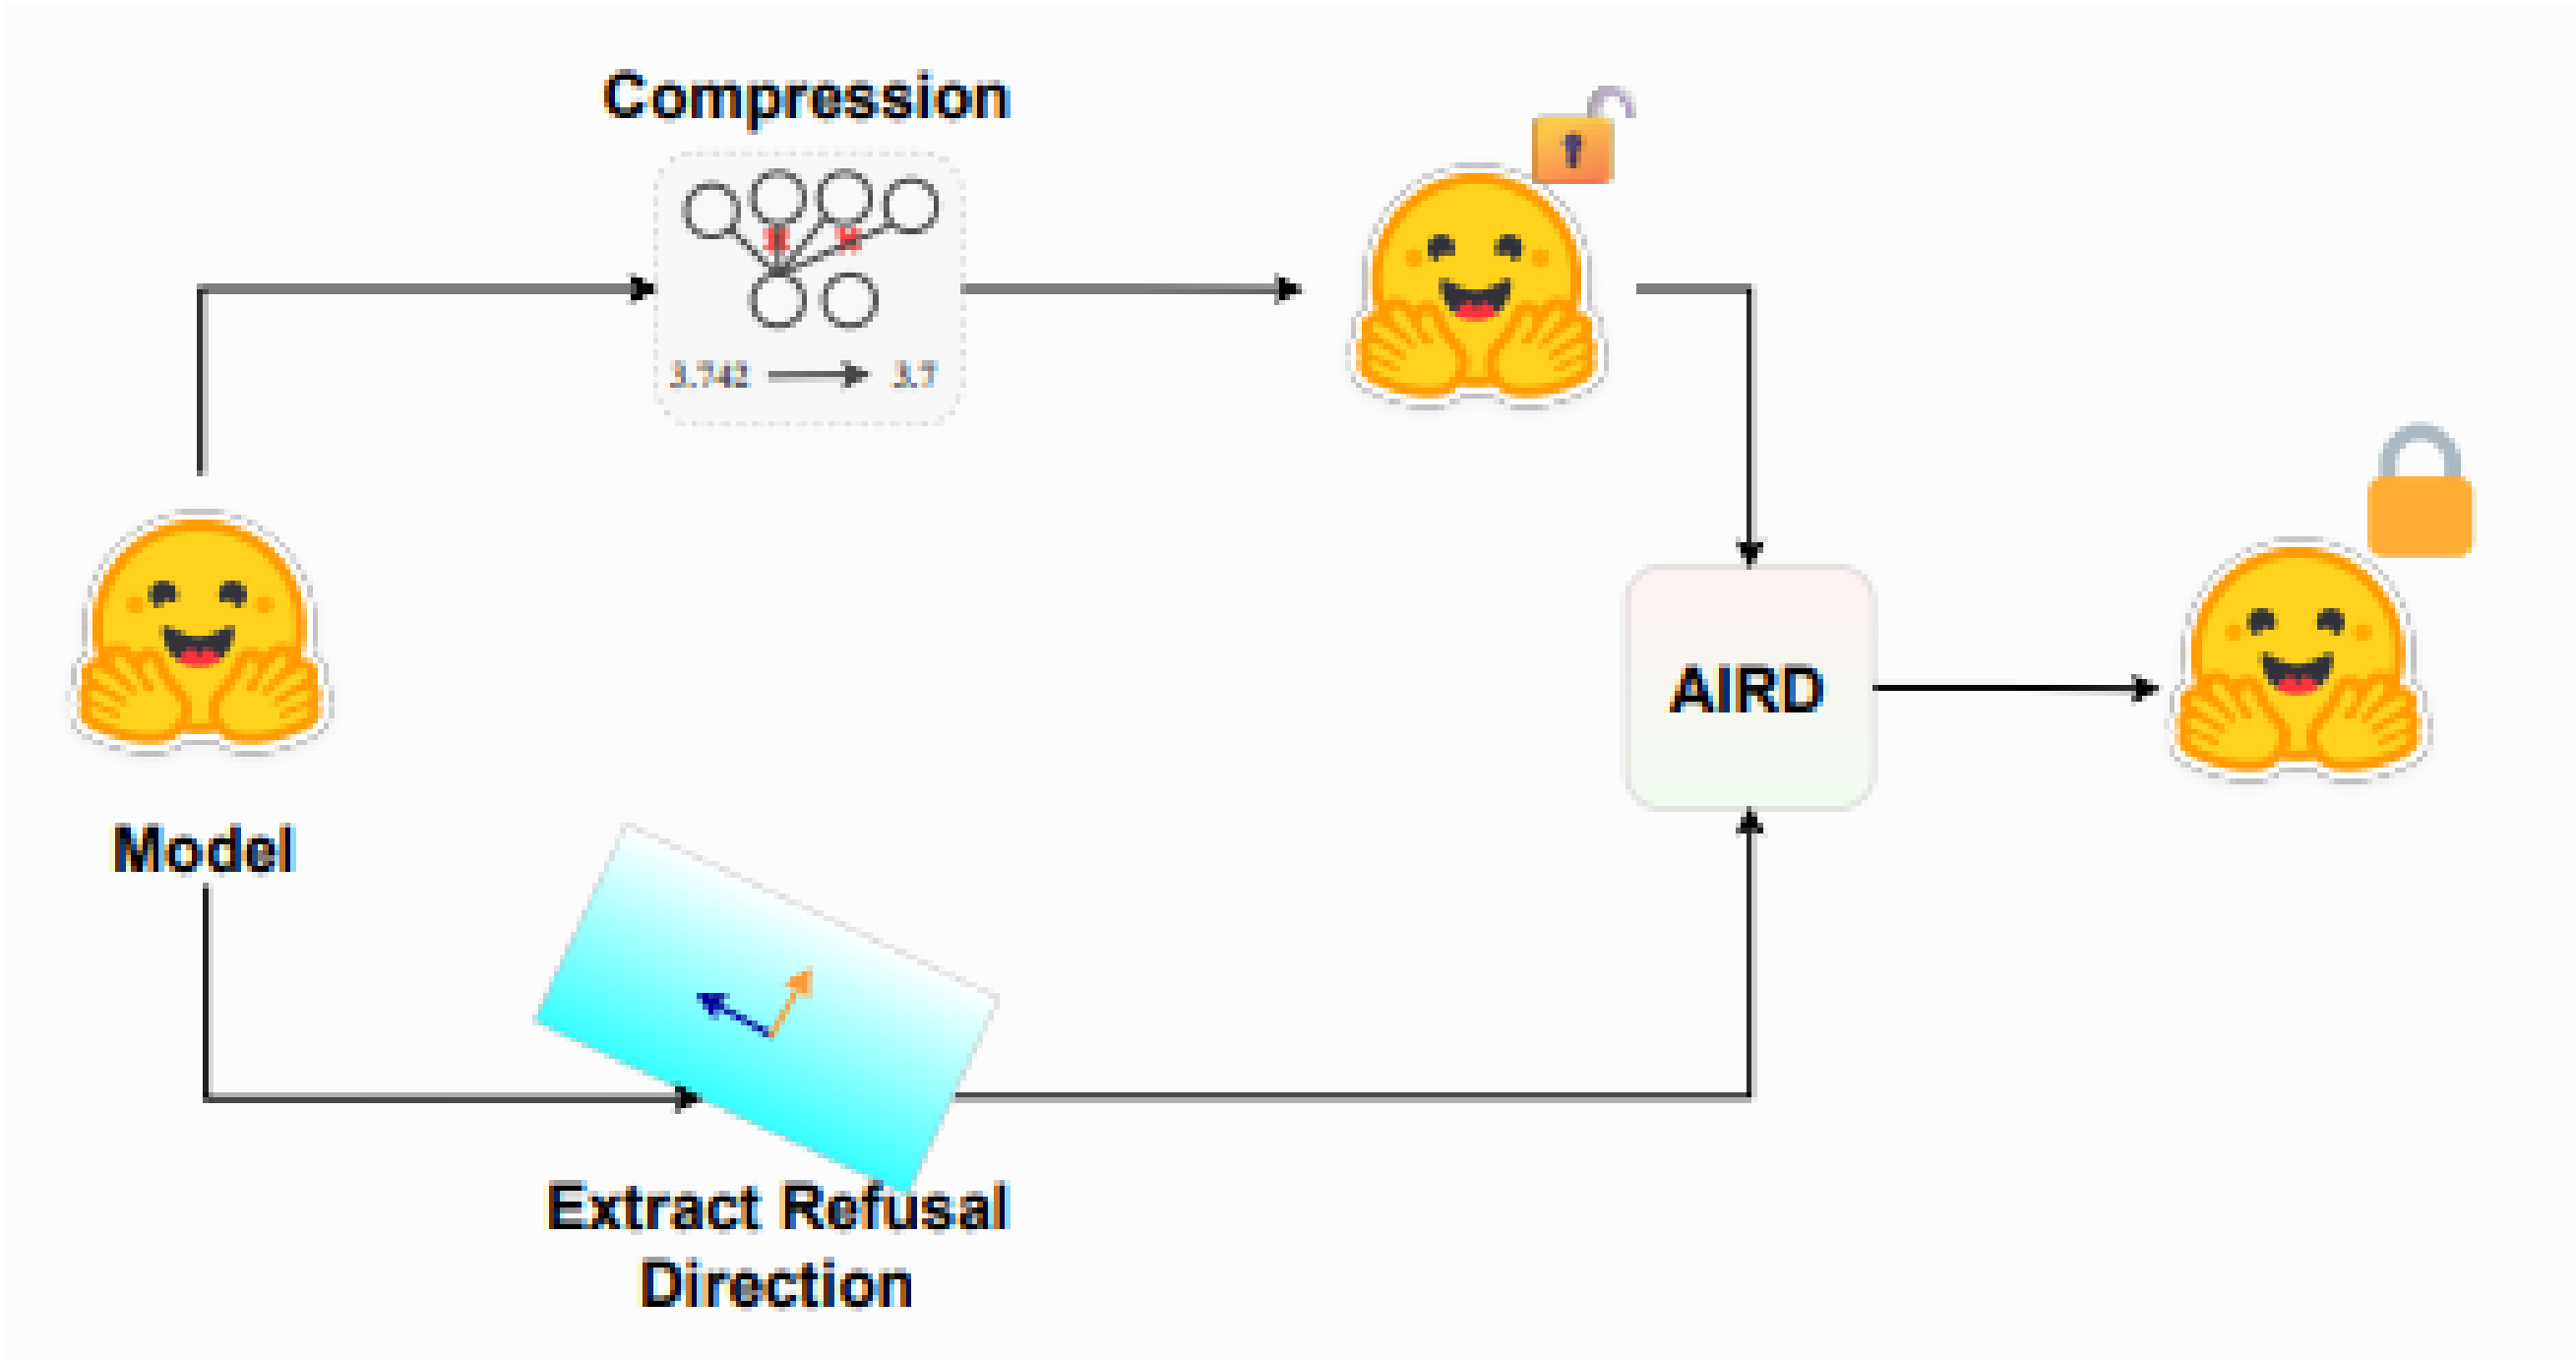 Compression
3.742 3.7
Model
AIRD
Extract Refusal
Direction